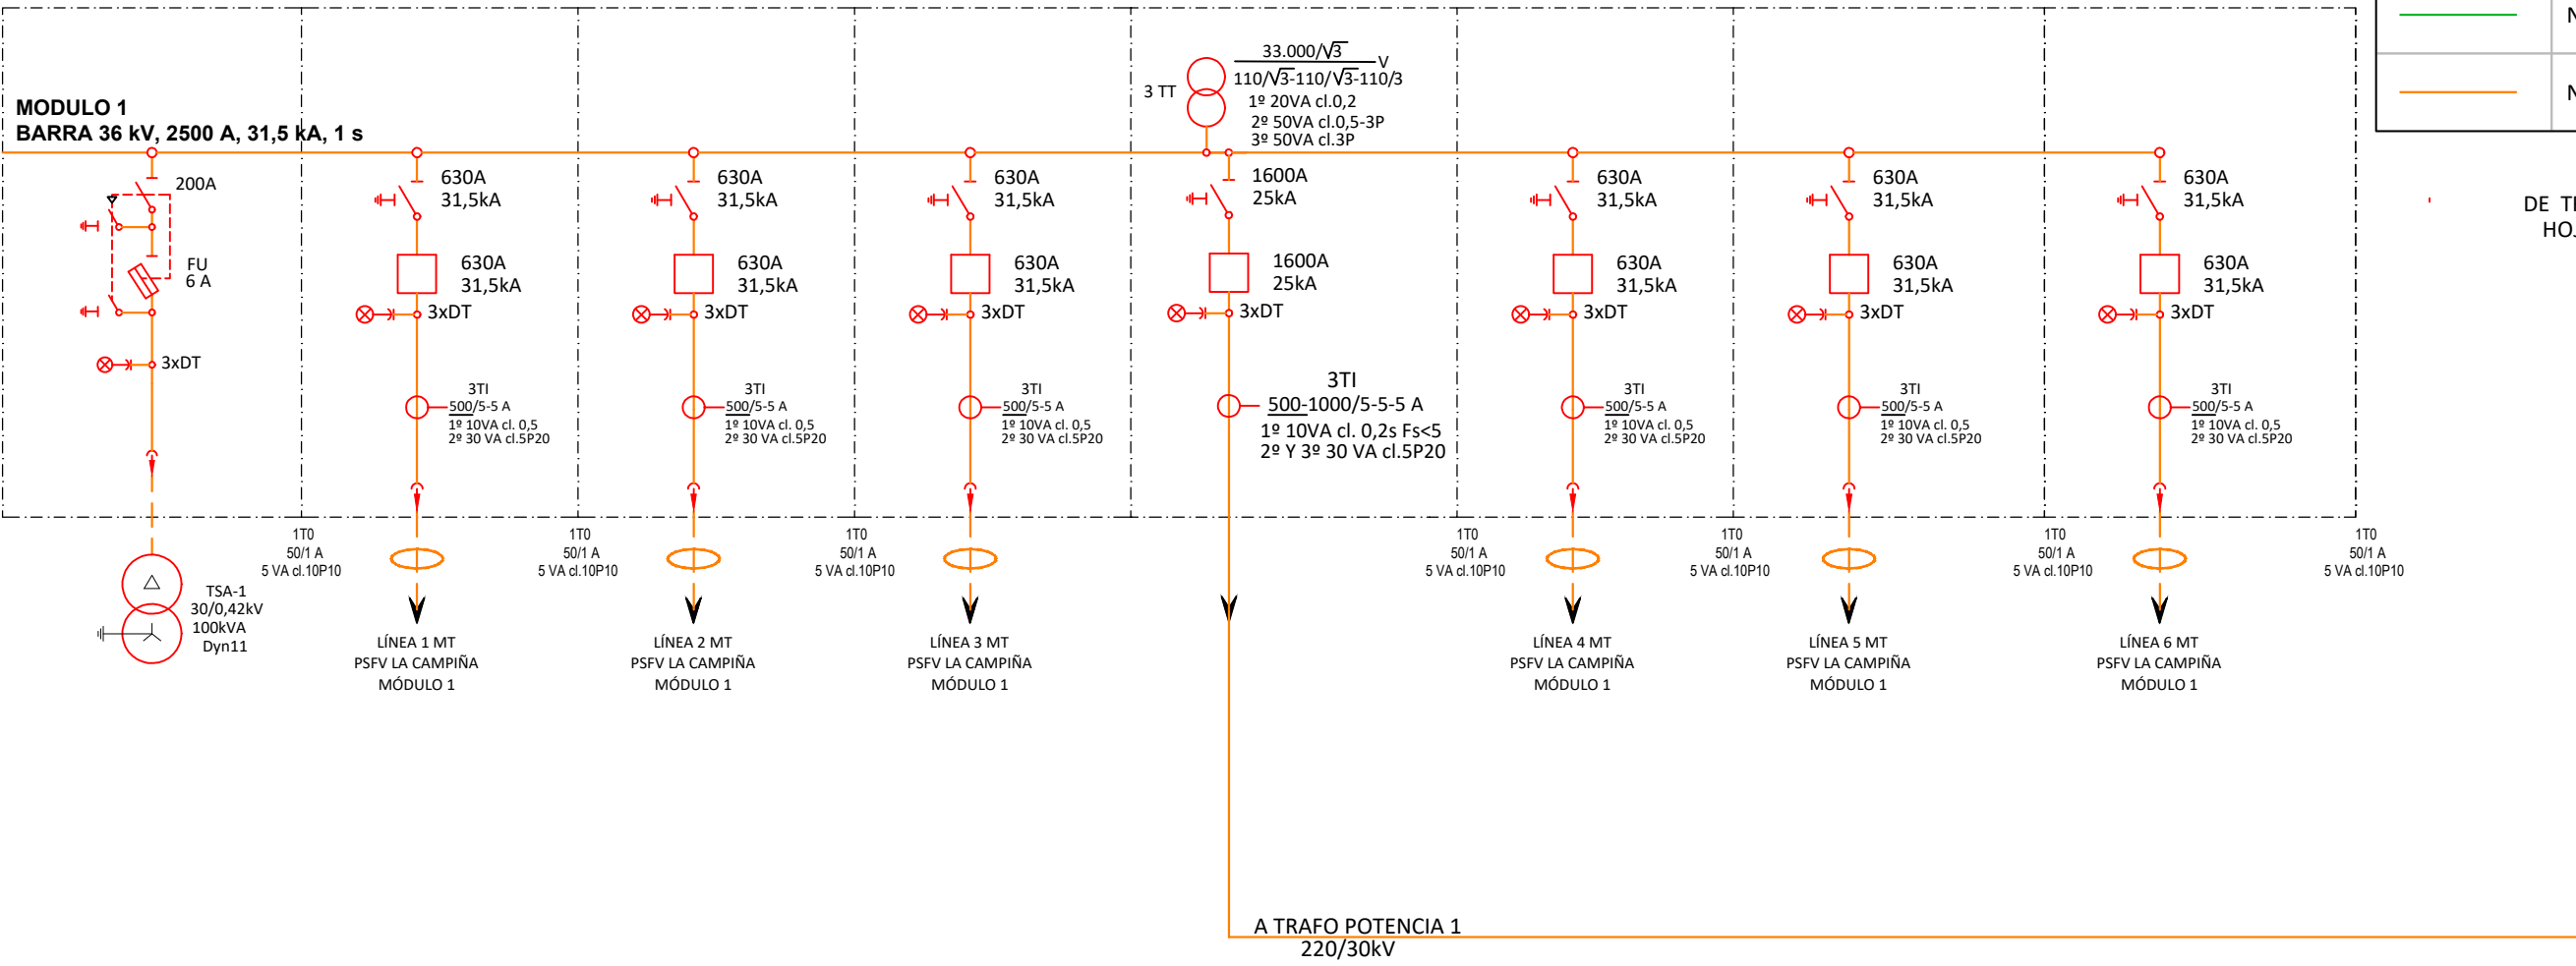 MODULO 1
BARRA 36 kV, 2500 A, 31,5 kA, 1 s
3 TT
33.000/√3
V
110/√3-110/√3-110/3
1º 20VA cl.0,2
2º 50VA cl.0,5-3P
3º 50VA cl.3P
200A
FU
6 A
3xDT
TSA-1
30/0,42kV
100kVA
Dyn11
630A
31,5kA
630A
31,5kA
3xDT
3TI
500/5-5 A
1º 10VA cl. 0,5
2º 30 VA cl.5P20
1T0
50/1 A
5 VA cl.10P10
LÍNEA 1 MT
PSFV LA CAMPIÑA
MÓDULO 1
630A
31,5kA
630A
31,5kA
3xDT
3TI
500/5-5 A
1º 10VA cl. 0,5
2º 30 VA cl.5P20
1T0
50/1 A
5 VA cl.10P10
LÍNEA 2 MT
PSFV LA CAMPIÑA
MÓDULO 1
630A
31,5kA
630A
31,5kA
3xDT
3TI
500/5-5 A
1º 10VA cl. 0,5
2º 30 VA cl.5P20
1T0
50/1 A
5 VA cl.10P10
LÍNEA 3 MT
PSFV LA CAMPIÑA
MÓDULO 1
1600A
25kA
1600A
25kA
3xDT
3TI
500-1000/5-5-5 A
1º 10VA cl. 0,2s Fs<5
2º Y 3º 30 VA cl.5P20
A TRAFO POTENCIA 1
220/30kV
630A
31,5kA
630A
31,5kA
3xDT
3TI
500/5-5 A
1º 10VA cl. 0,5
2º 30 VA cl.5P20
1T0
50/1 A
5 VA cl.10P10
LÍNEA 4 MT
PSFV LA CAMPIÑA
MÓDULO 1
630A
31,5kA
630A
31,5kA
3xDT
3TI
500/5-5 A
1º 10VA cl. 0,5
2º 30 VA cl.5P20
1T0
50/1 A
5 VA cl.10P10
LÍNEA 5 MT
PSFV LA CAMPIÑA
MÓDULO 1
630A
31,5kA
630A
31,5kA
3xDT
3TI
500/5-5 A
1º 10VA cl. 0,5
2º 30 VA cl.5P20
1T0
50/1 A
5 VA cl.10P10
LÍNEA 6 MT
PSFV LA CAMPIÑA
MÓDULO 1
1T0
50/1 A
5 VA cl.10P10
DE